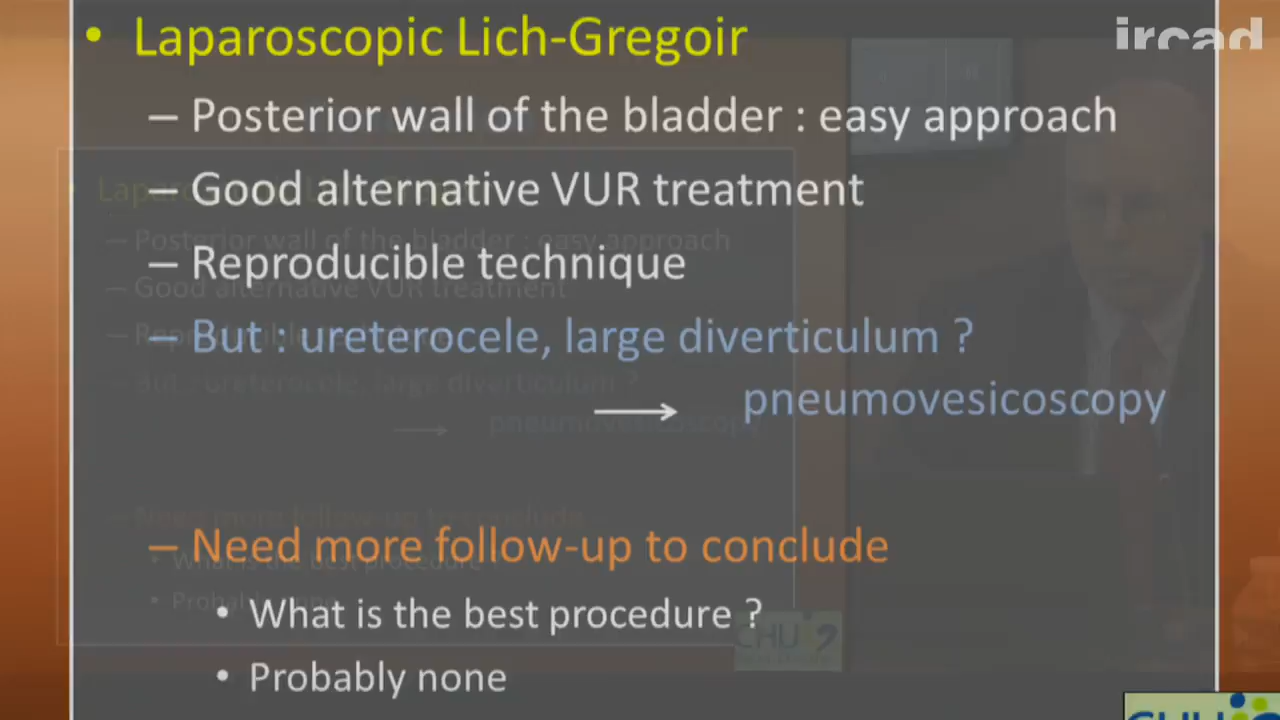 ircad
• Laparoscopic Lich-Gregoir
– Posterior wall of the bladder : easy approach
– Good alternative VUR treatment
– Reproducible technique
– But : ureterocele, large diverticulum ?
→ pneumovesicoscopy
– Need more follow-up to conclude
• What is the best procedure ?
• Probably none
CHU